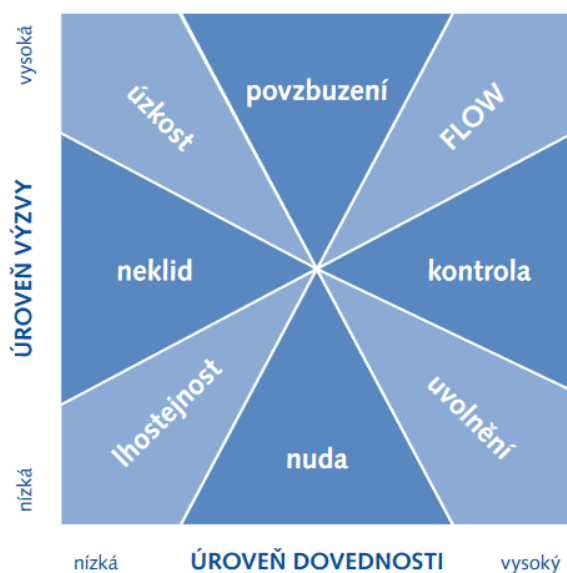 vysoká
úzkost
povzbuzení
FLOW
ÚROVEŇ VÝZVY
neklid
kontrola
lhostejnost
nuda
uvolnění
nízká
nízká
ÚROVEŇ DOVEDNOSTI
vysoký